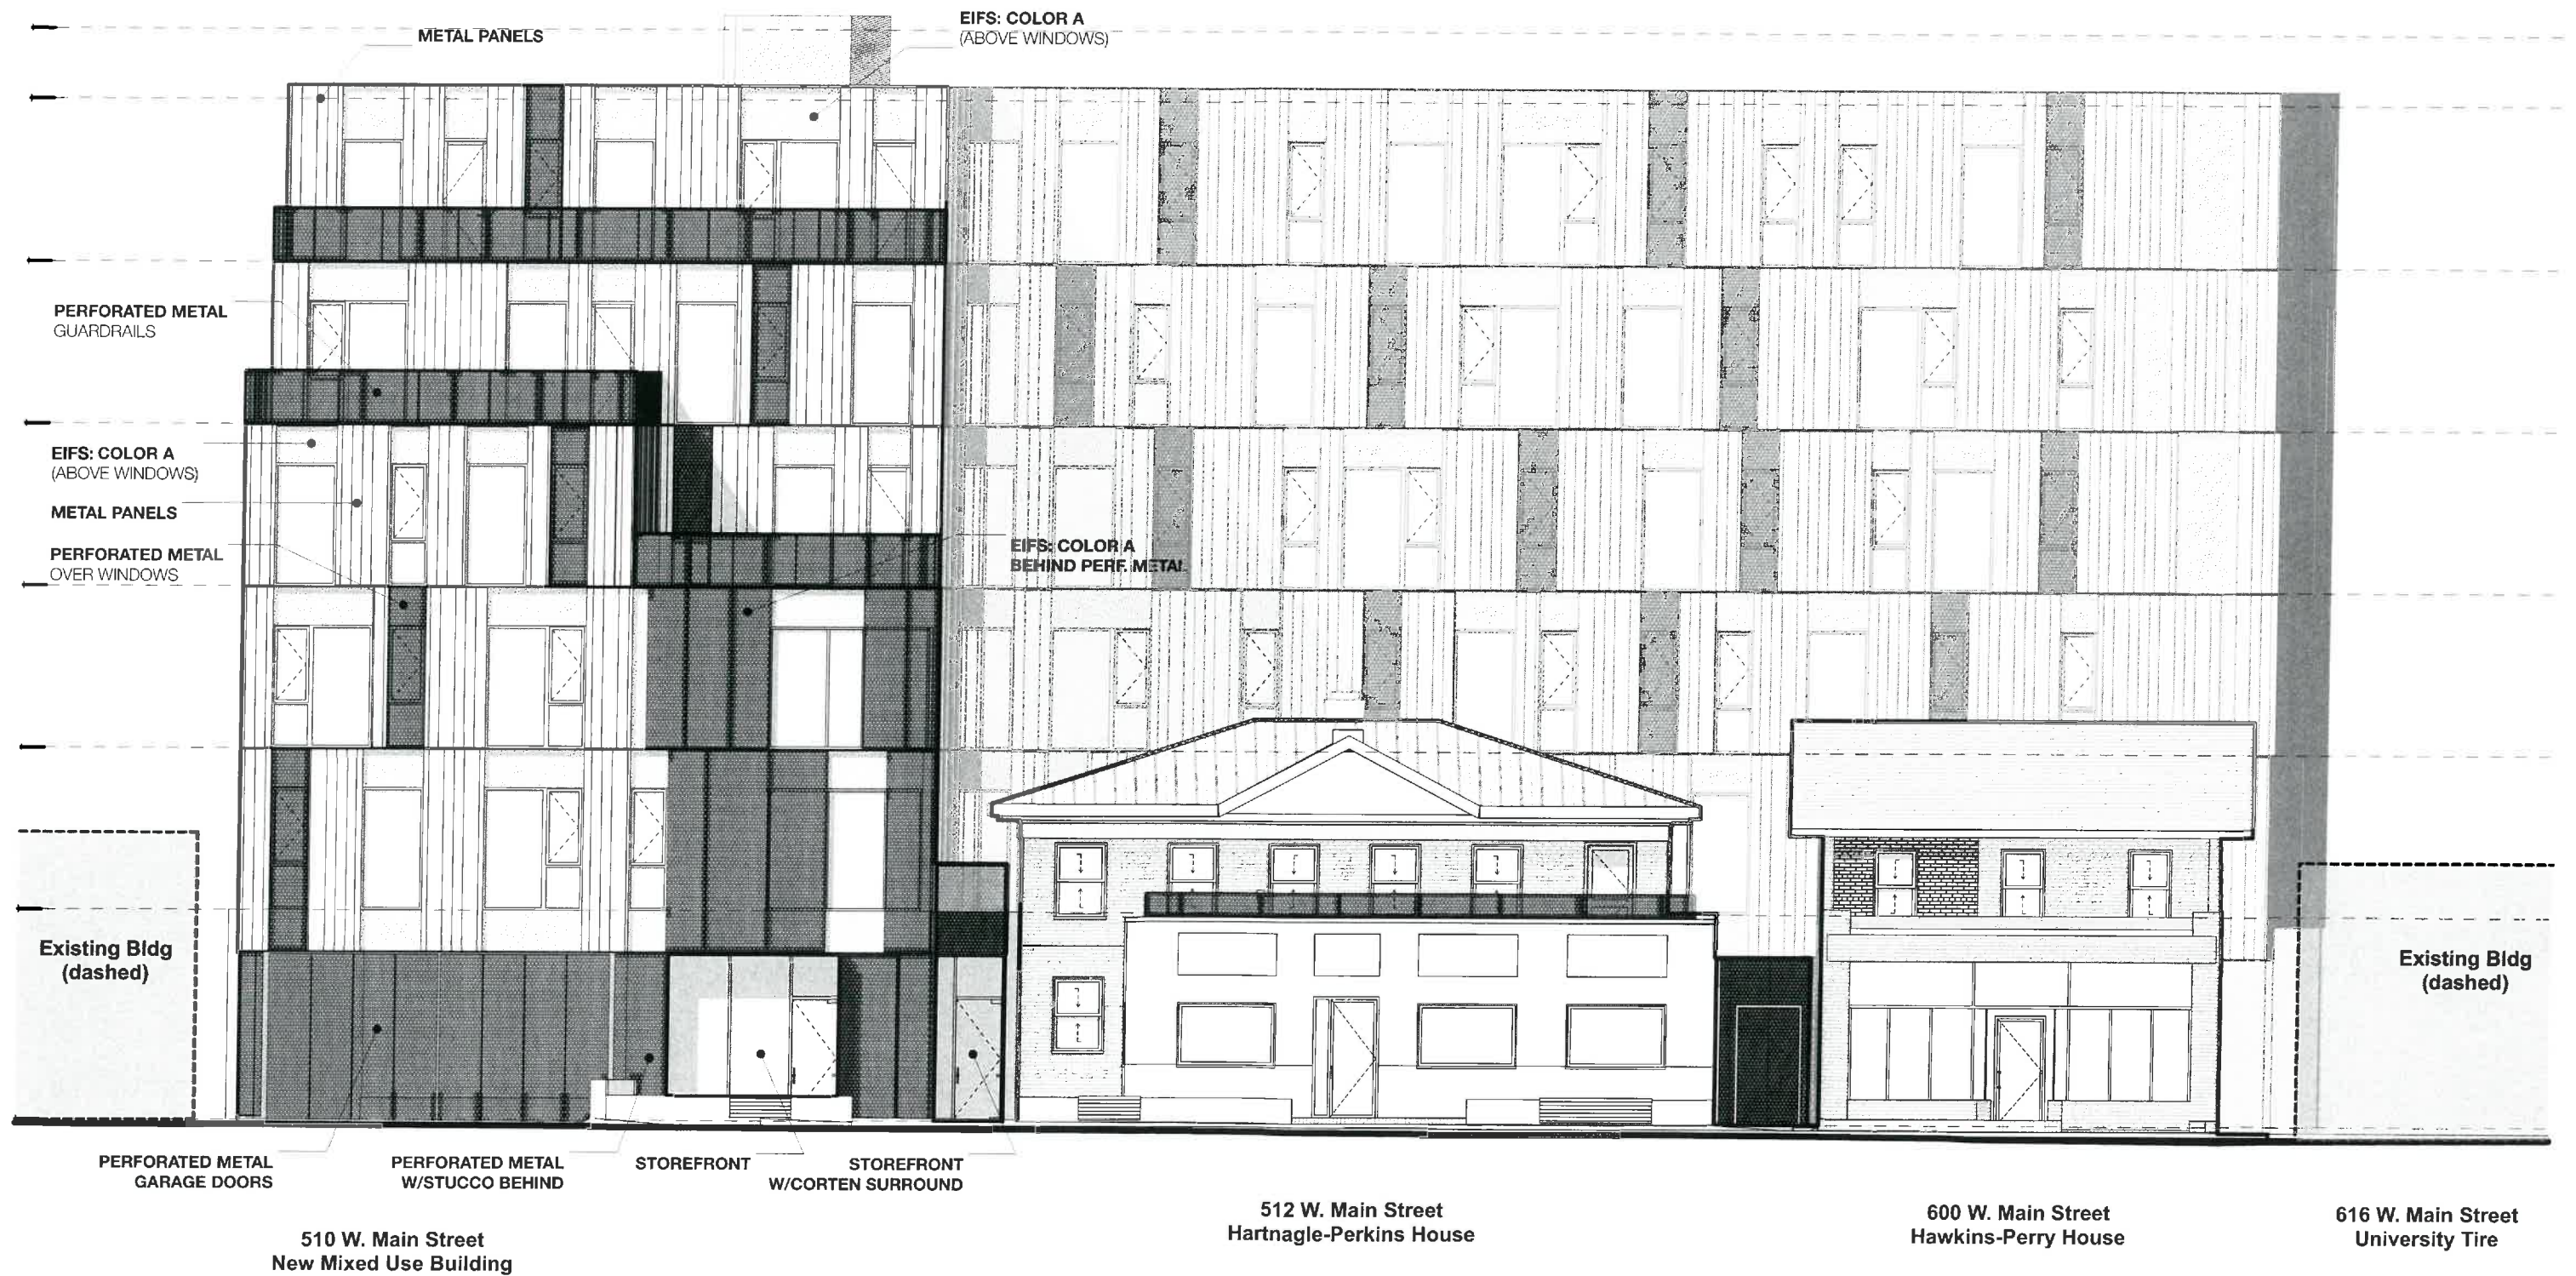 METAL PANELS
EIFS: COLOR A
(ABOVE WINDOWS)
PERFORATED METAL
GUARDRAILS
EIFS: COLOR A
(ABOVE WINDOWS)
METAL PANELS
PERFORATED METAL
OVER WINDOWS
EIFS: COLOR A
BEHIND PERF. METAL
Existing Bldg
(dashed)
Existing Bldg
(dashed)
PERFORATED METAL
GARAGE DOORS
PERFORATED METAL
W/STUCCO BEHIND
STOREFRONT
STOREFRONT
W/CORTEN SURROUND
510 W. Main Street
New Mixed Use Building
512 W. Main Street
Hartnagle-Perkins House
600 W. Main Street
Hawkins-Perry House
616 W. Main Street
University Tire